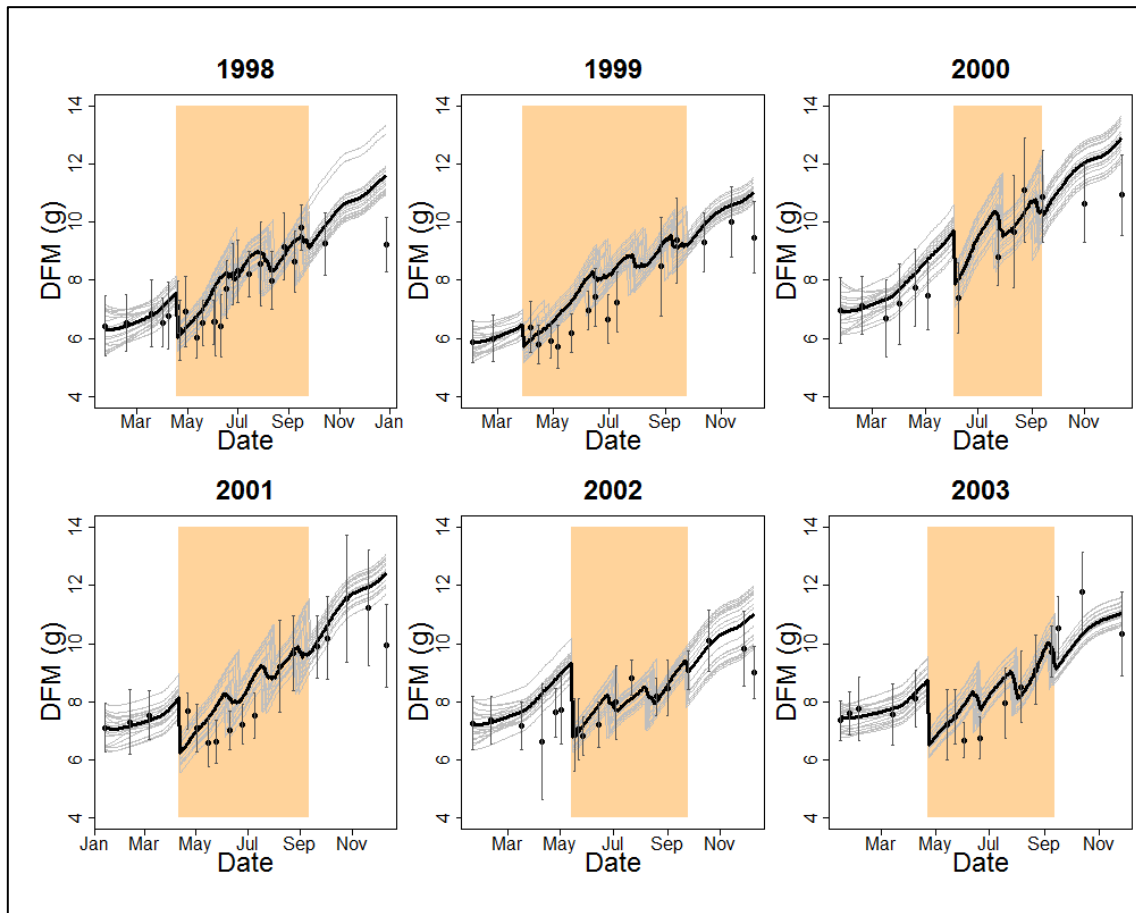 1998
14
12
10
8
6
4
DFM (g)
Mar May Jul Sep Nov Jan
Date
1999
14
12
10
8
6
4
DFM (g)
Mar May Jul Sep Nov
Date
2000
14
12
10
8
6
4
DFM (g)
Mar May Jul Sep Nov
Date
2001
14
12
10
8
6
4
DFM (g)
Jan Mar May Jul Sep Nov
Date
2002
14
12
10
8
6
4
DFM (g)
Mar May Jul Sep Nov
Date
2003
14
12
10
8
6
4
DFM (g)
Mar May Jul Sep Nov
Date